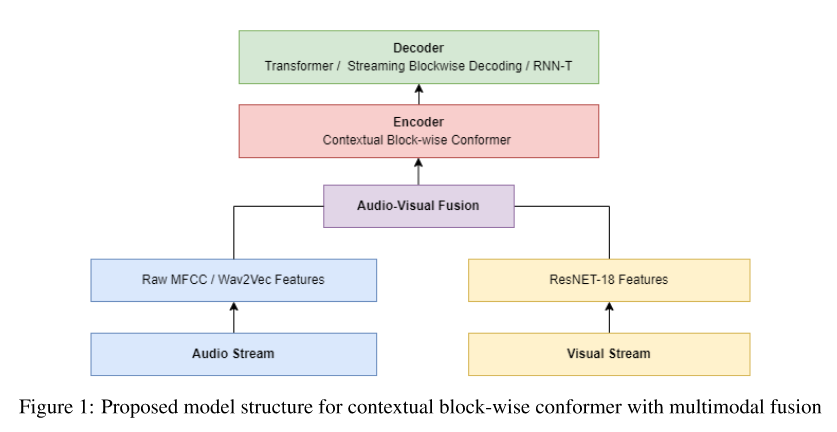 Decoder
Transformer / Streaming Blockwise Decoding / RNN-T
Encoder
Contextual Block-wise Conformer
Audio-Visual Fusion
Raw MFCC / Wav2Vec Features
ResNET-18 Features
Audio Stream
Visual Stream
Figure 1: Proposed model structure for contextual block-wise conformer with multimodal fusion